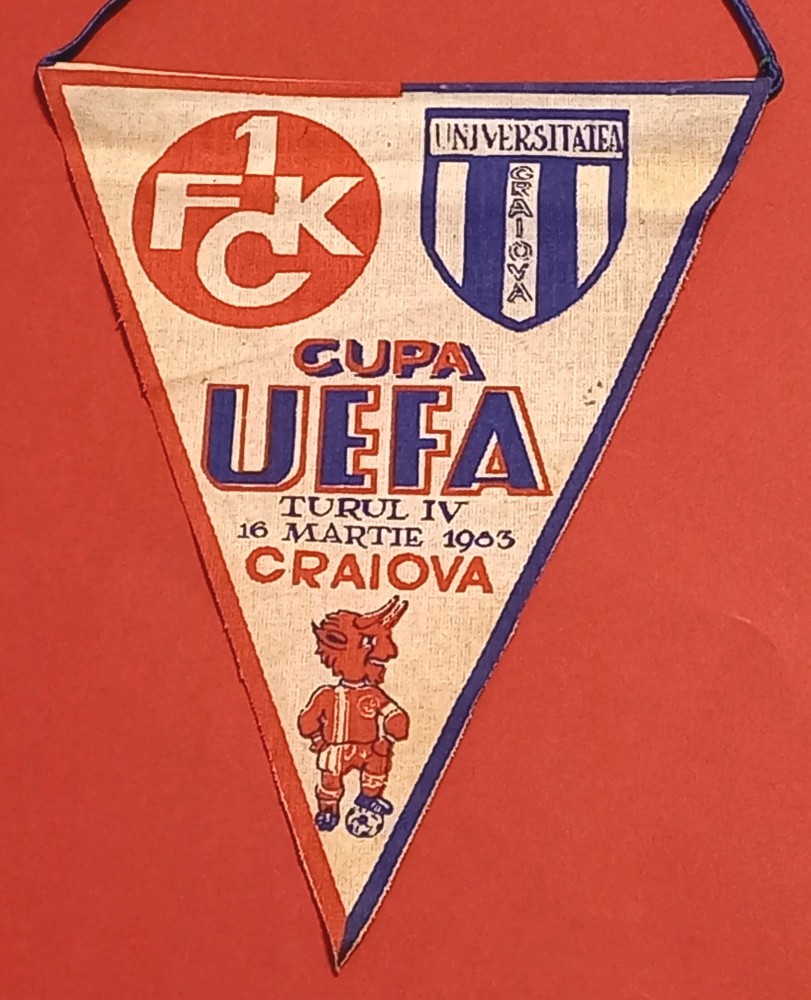 1
FCK
UNIVERSITATEA
CRAIOVA
CUPA
UEFA
TURUL IV
16 MARTIE 1983
CRAIOVA